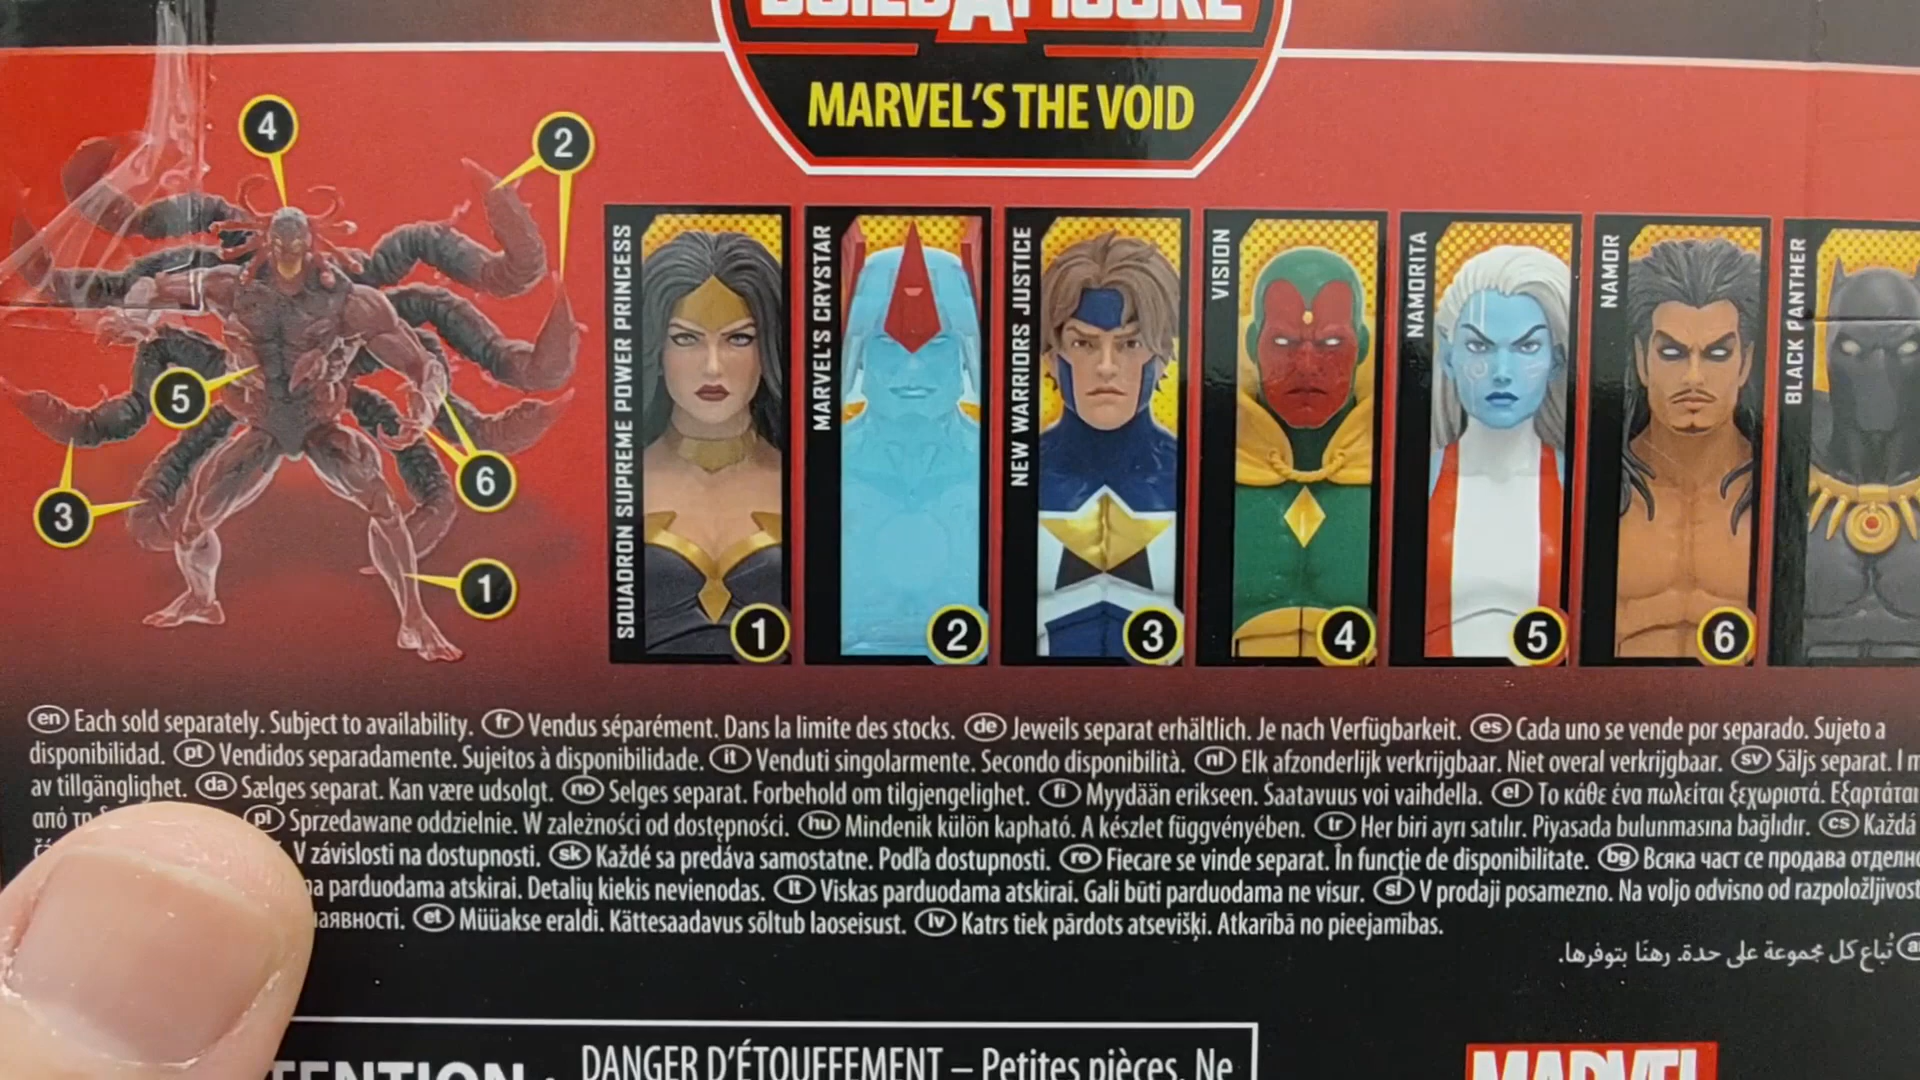 BUILD A FIGURE
MARVEL'S THE VOID
4
2
5
3
6
1
SQUADRON SUPREME POWER PRINCESS
1
MARVEL'S CRYSTAR
2
NEW WARRIORS JUSTICE
3
VISION
4
NAMORITA
5
NAMOR
6
BLACK PANTHER
en Each sold separately. Subject to availability. fr Vendus séparément. Dans la limite des stocks. de Jeweils separat erhältlich. Je nach Verfügbarkeit. es Cada uno se vende por separado. Sujeto a
disponibilidad. pt Vendidos separadamente. Sujeitos à disponibilidade. it Venduti singolarmente. Secondo disponibilità. nl Elk afzonderlijk verkrijgbaar. Niet overal verkrijgbaar. sv Säljs separat. I
av tillgänglighet. da Sælges separat. Kan være udsolgt. no Selges separat. Forbehold om tilgjengelighet. fi Myydään erikseen. Saatavuus voi vaihdella. el Το κάθε ένα πωλείται ξεχωριστά. Εξαρτάται
από pl Sprzedawane oddzielnie. W zależności od dostępności. hu Mindenik külön kapható. A készlet függvényében. tr Her biri ayrı satılır. Piyasada bulunmasına bağlıdır. cs Každá
V závislosti na dostupnosti. sk Každé sa predáva samostatne. Podľa dostupnosti. ro Fiecare se vinde separat. În funcție de disponibilitate. bg Всяка част се продава
parduodama atskirai. Detalių kiekis nevienodas. lt Viskas parduodama atskirai. Gali būti parduodama ne visur. sl V prodaji posamezno. Na voljo odvisno od
et Müüakse eraldi. Kättesaadavus sõltub laoseisust. lv Katrs tiek pārdots atsevišķi. Atkarībā no pieejamības.
تُباع كل مجموعة على حدة. رهنًا بتوفرها.
DANGER D'ÉTOUFFEMENT – Petites pièces. Ne
MARVEL